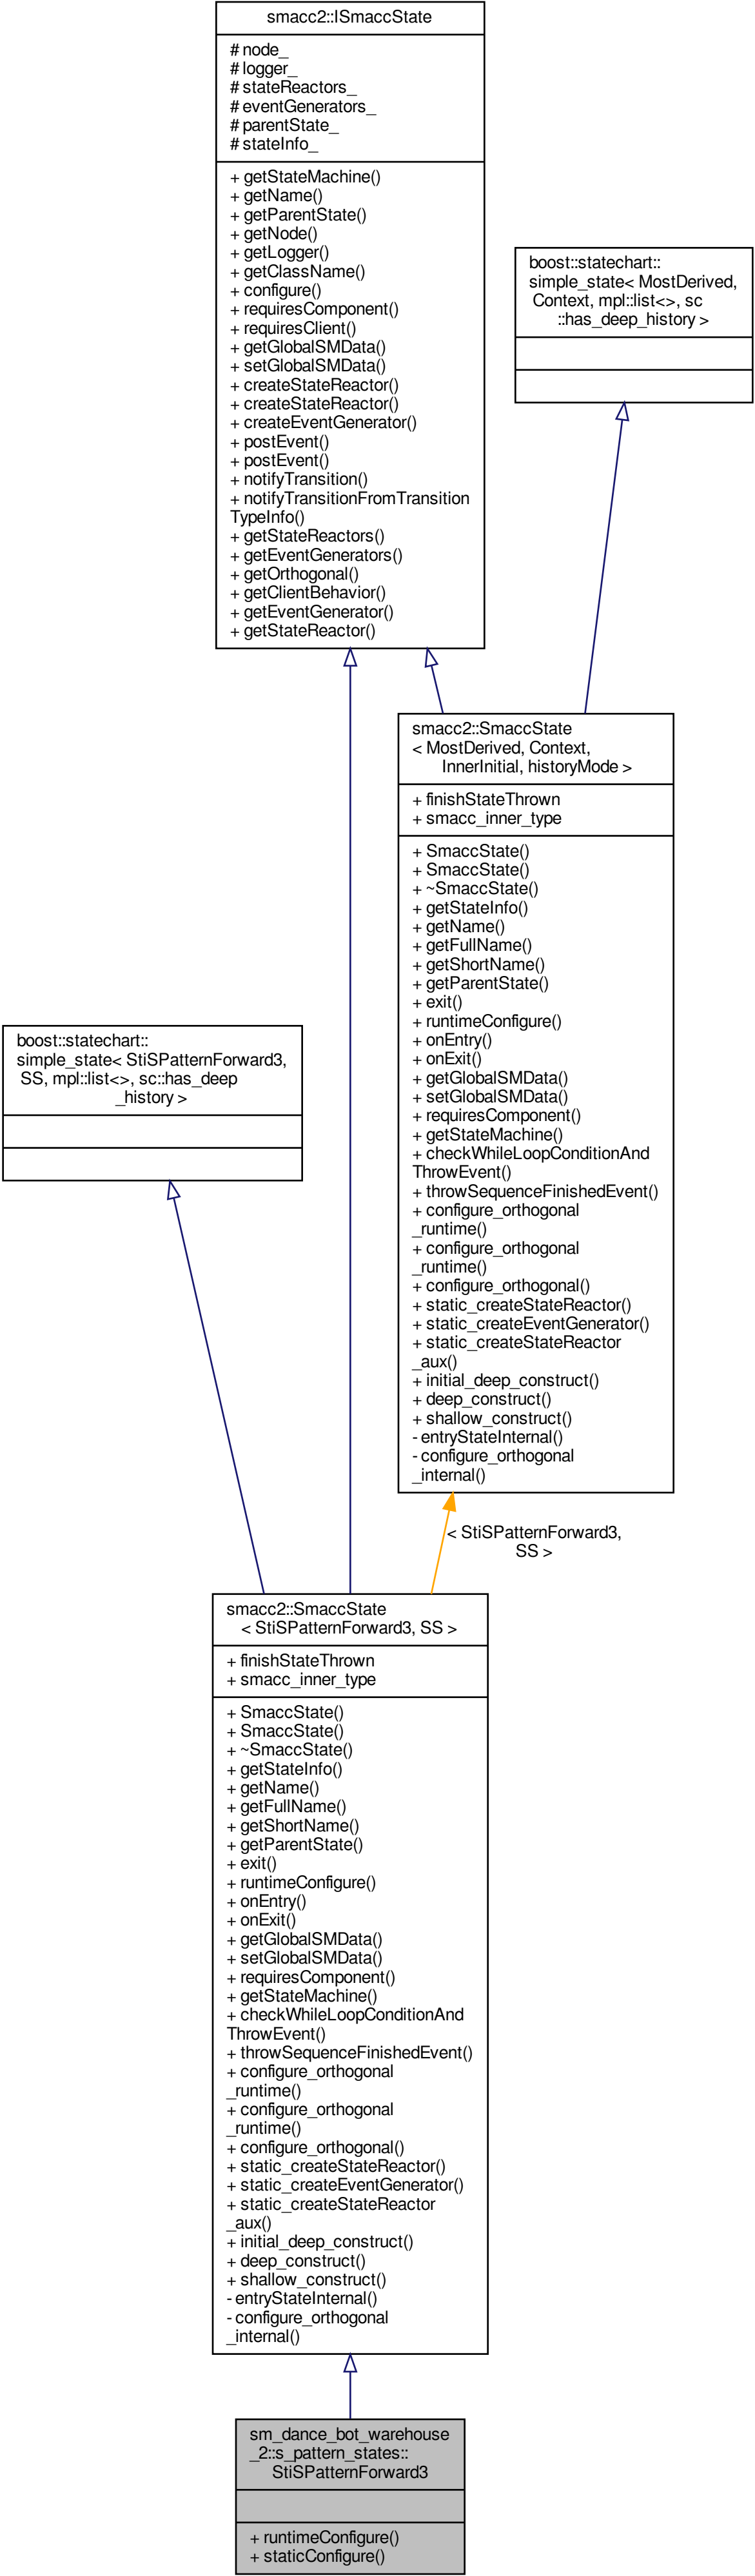 smacc2::ISmaccState
# node_
# logger_
# stateReactors_
# eventGenerators_
# parentState_
# stateInfo_
+ getStateMachine()
+ getName()
+ getParentState()
+ getNode()
+ getLogger()
+ getClassName()
+ configure()
+ requiresComponent()
+ requiresClient()
+ getGlobalSMData()
+ setGlobalSMData()
+ createStateReactor()
+ createStateReactor()
+ createEventGenerator()
+ postEvent()
+ postEvent()
+ notifyTransition()
+ notifyTransitionFromTransition
TypeInfo()
+ getStateReactors()
+ getEventGenerators()
+ getOrthogonal()
+ getClientBehavior()
+ getEventGenerator()
+ getStateReactor()
boost::statechart::
simple_state< MostDerived,
Context, mpl::list<>, sc
::has_deep_history >
smacc2::SmaccState
< MostDerived, Context,
InnerInitial, historyMode >
+ finishStateThrown
+ smacc_inner_type
+ SmaccState()
+ SmaccState()
+ ~SmaccState()
+ getStateInfo()
+ getName()
+ getFullName()
+ getShortName()
+ getParentState()
+ exit()
+ runtimeConfigure()
+ onEntry()
+ onExit()
+ getGlobalSMData()
+ setGlobalSMData()
+ requiresComponent()
+ getStateMachine()
+ checkWhileLoopConditionAnd
ThrowEvent()
+ throwSequenceFinishedEvent()
+ configure_orthogonal
_runtime()
+ configure_orthogonal
_runtime()
+ configure_orthogonal()
+ static_createStateReactor()
+ static_createEventGenerator()
+ static_createStateReactor
_aux()
+ initial_deep_construct()
+ deep_construct()
+ shallow_construct()
- entryStateInternal()
- configure_orthogonal
_internal()
boost::statechart::
simple_state< StiSPatternForward3,
SS, mpl::list<>, sc::has_deep
_history >
< StiSPatternForward3,
SS >
smacc2::SmaccState
< StiSPatternForward3, SS >
+ finishStateThrown
+ smacc_inner_type
+ SmaccState()
+ SmaccState()
+ ~SmaccState()
+ getStateInfo()
+ getName()
+ getFullName()
+ getShortName()
+ getParentState()
+ exit()
+ runtimeConfigure()
+ onEntry()
+ onExit()
+ getGlobalSMData()
+ setGlobalSMData()
+ requiresComponent()
+ getStateMachine()
+ checkWhileLoopConditionAnd
ThrowEvent()
+ throwSequenceFinishedEvent()
+ configure_orthogonal
_runtime()
+ configure_orthogonal
_runtime()
+ configure_orthogonal()
+ static_createStateReactor()
+ static_createEventGenerator()
+ static_createStateReactor
_aux()
+ initial_deep_construct()
+ deep_construct()
+ shallow_construct()
- entryStateInternal()
- configure_orthogonal
_internal()
sm_dance_bot_warehouse
_2::s_pattern_states::
StiSPatternForward3
+ runtimeConfigure()
+ staticConfigure()